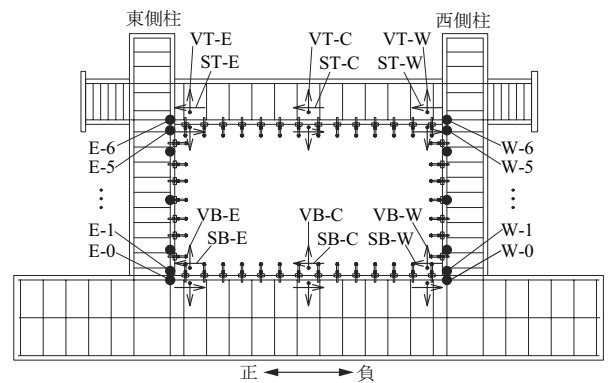 東側柱 西側柱
VT-E VT-C VT-W
ST-E ST-C ST-W
E-6 W-6
E-5 W-5
⋮ ⋮
VB-E VB-C VB-W
E-1 SB-E SB-C SB-W W-1
E-0 W-0
正 負